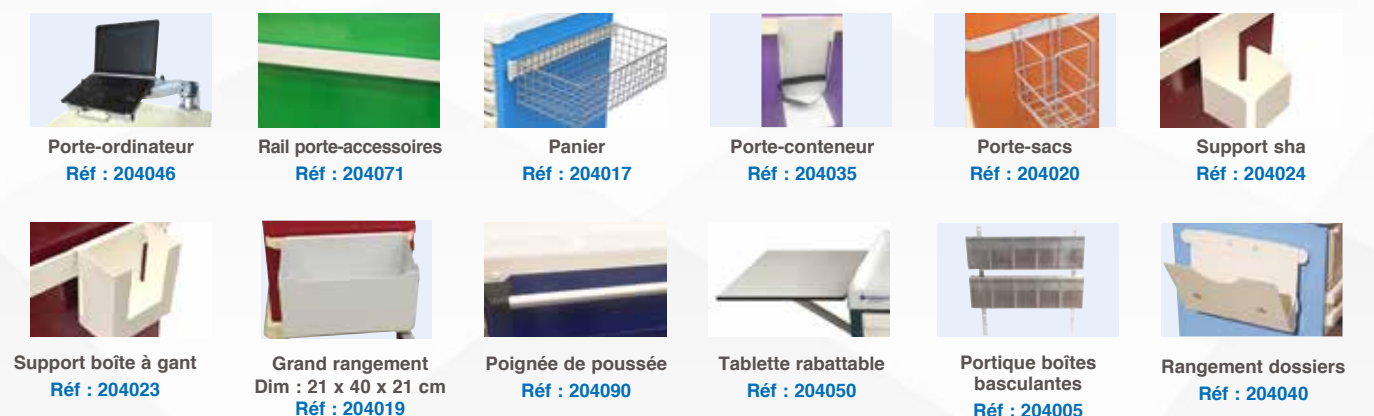 Porte-ordinateur
Réf : 204046
Rail porte-accessoires
Réf : 204071
Panier
Réf : 204017
Porte-conteneur
Réf : 204035
Porte-sacs
Réf : 204020
Support sha
Réf : 204024
Support boîte à gant
Réf : 204023
Grand rangement
Dim : 21 x 40 x 21 cm
Réf : 204019
Poignée de poussée
Réf : 204090
Tablette rabattable
Réf : 204050
Portique boîtes
basculantes
Réf : 204005
Rangement dossiers
Réf : 204040